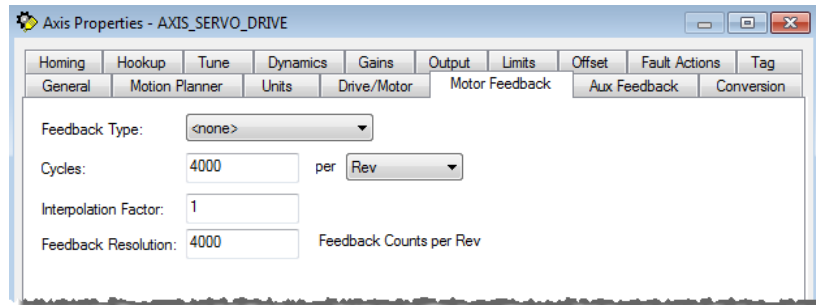 Axis Properties - AXIS_SERVO_DRIVE
Homing Hookup Tune Dynamics Gains Output Limits Offset Fault Actions Tag
General Motion Planner Units Drive/Motor Motor Feedback Aux Feedback Conversion
Feedback Type: <none>
Cycles: 4000 per Rev
Interpolation Factor: 1
Feedback Resolution: 4000 Feedback Counts per Rev